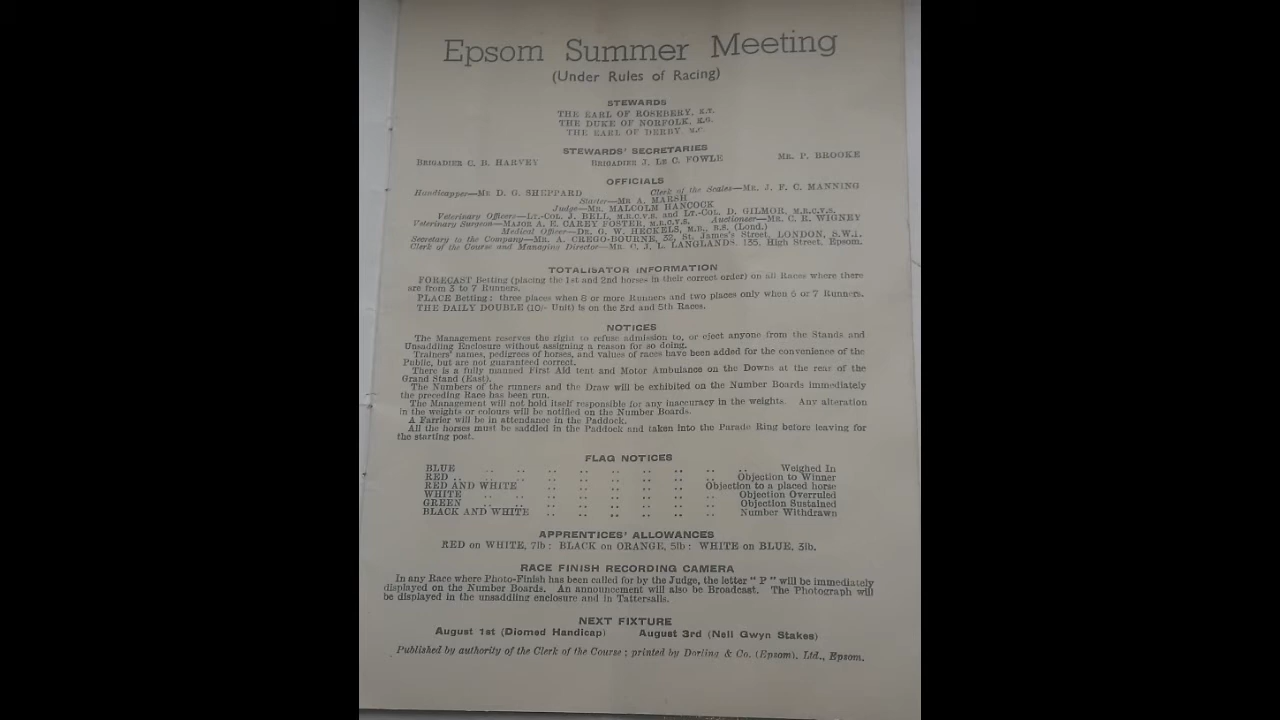 Epsom Summer Meeting
(Under Rules of Racing)
STEWARDS
THE EARL OF ROSEBERY, K.T.
THE DUKE OF NORFOLK, K.G.
THE EARL OF DERBY M.C.
STEWARDS' SECRETARIES
BRIGADIER C. B. HARVEY BRIGADIER J. LE C. FOWLE MR. P. BROOKE
OFFICIALS
Handicapper—MR D. G. SHEPPARD Clerk of the Scales—MR. J. F. C. MANNING
Starter—MR A. MARSH
Judge—MR. MALCOLM HANCOCK
Veterinary Officers—LT.-COL. J. BELL, M.R.C.V.S. and LT.-COL. D. GILMOR, M.R.C.V.S.
Veterinary Surgeon—MAJOR A. E. CAREY FOSTER, M.R.C.V.S. Auctioneer—MR. C. R. WIGNEY
Medical Officer—DR. G. W. HECKELS, M.B., B.S. (Lond.)
Secretary to the Company—MR. A. CREGO-BOURNE, 32, St. James's Street, LONDON, S.W.1.
Clerk of the Course and Managing Director—MR. C. J. L. LANGLANDS, 135, High Street, Epsom.
TOTALISATOR INFORMATION
FORECAST Betting (placing the 1st and 2nd horses in their correct order) on all Races where there
are from 3 to 7 Runners.
PLACE Betting : three places when 8 or more Runners and two places only when 6 or 7 Runners.
THE DAILY DOUBLE (10/- Unit) is on the 3rd and 5th Races.
NOTICES
The Management reserves the right to refuse admission to, or eject anyone from the Stands and
Unsaddling Enclosure without assigning a reason for so doing.
Trainers' names, pedigrees of horses, and values of races have been added for the convenience of the
Public, but are not guaranteed correct.
There is a fully manned First Aid tent and Motor Ambulance on the Downs at the rear of the
Grand Stand (East).
The Numbers of the runners and the Draw will be exhibited on the Number Boards immediately
the preceding Race has been run.
The Management will not hold itself responsible for any inaccuracy in the weights. Any alteration
in the weights or colours will be notified on the Number Boards.
A Farrier will be in attendance in the Paddock.
All the horses must be saddled in the Paddock and taken into the Parade Ring before leaving for
the starting post.
FLAG NOTICES
BLUE .. .. .. .. .. .. .. .. .. Weighed In
RED .. .. .. .. .. .. .. .. .. Objection to Winner
RED AND WHITE .. .. .. .. .. Objection to a placed horse
WHITE .. .. .. .. .. .. .. .. Objection Overruled
GREEN .. .. .. .. .. .. .. .. Objection Sustained
BLACK AND WHITE .. .. .. .. .. .. Number Withdrawn
APPRENTICES' ALLOWANCES
RED on WHITE, 7lb : BLACK on ORANGE, 5lb : WHITE on BLUE, 3lb.
RACE FINISH RECORDING CAMERA
In any Race where Photo-Finish has been called for by the Judge, the letter " P " will be immediately
displayed on the Number Boards. An announcement will also be Broadcast. The Photograph will
be displayed in the unsaddling enclosure and in Tattersalls.
NEXT FIXTURE
August 1st (Diomed Handicap) August 3rd (Nell Gwyn Stakes)
Published by authority of the Clerk of the Course ; printed by Dorling & Co. (Epsom), Ltd., Epsom.